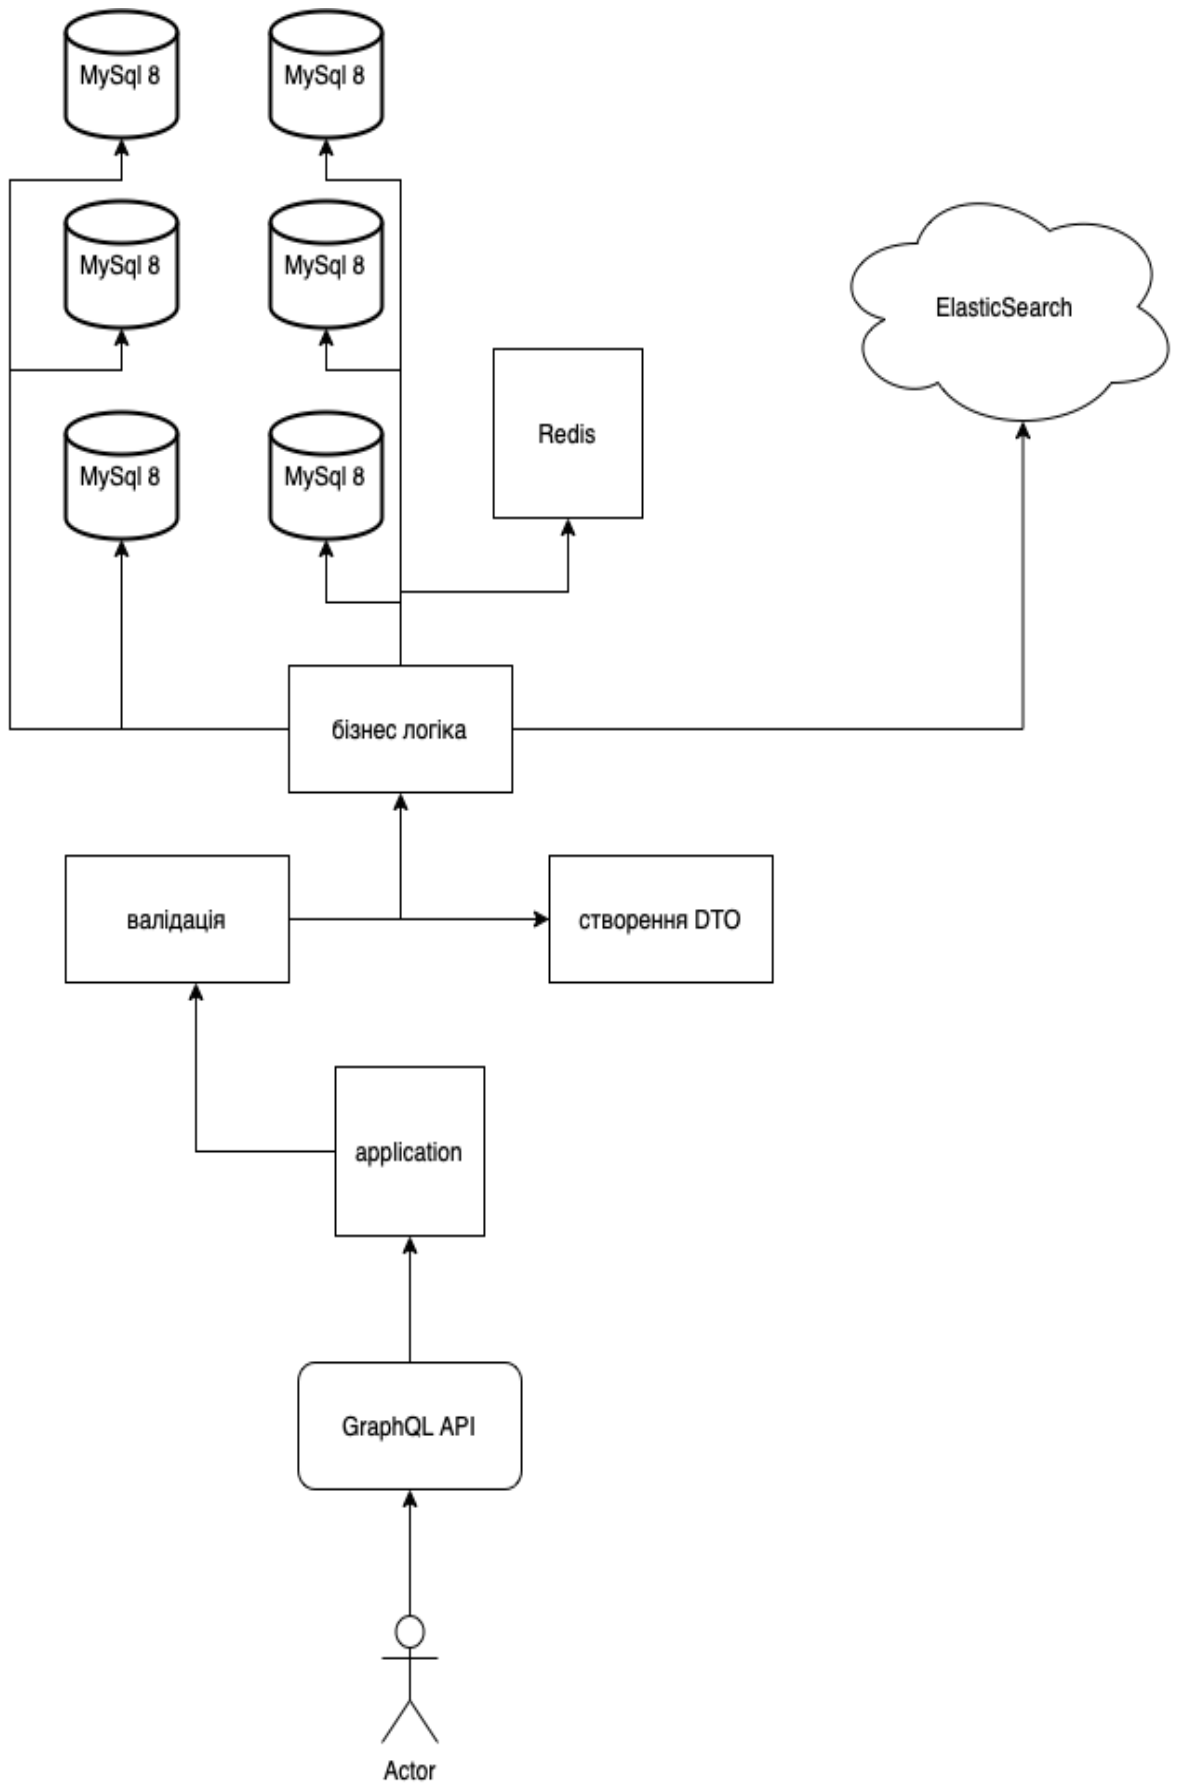 MySql 8
MySql 8
MySql 8
MySql 8
ElasticSearch
Redis
MySql 8
MySql 8
бізнес логіка
валідація
створення DTO
application
GraphQL API
Actor